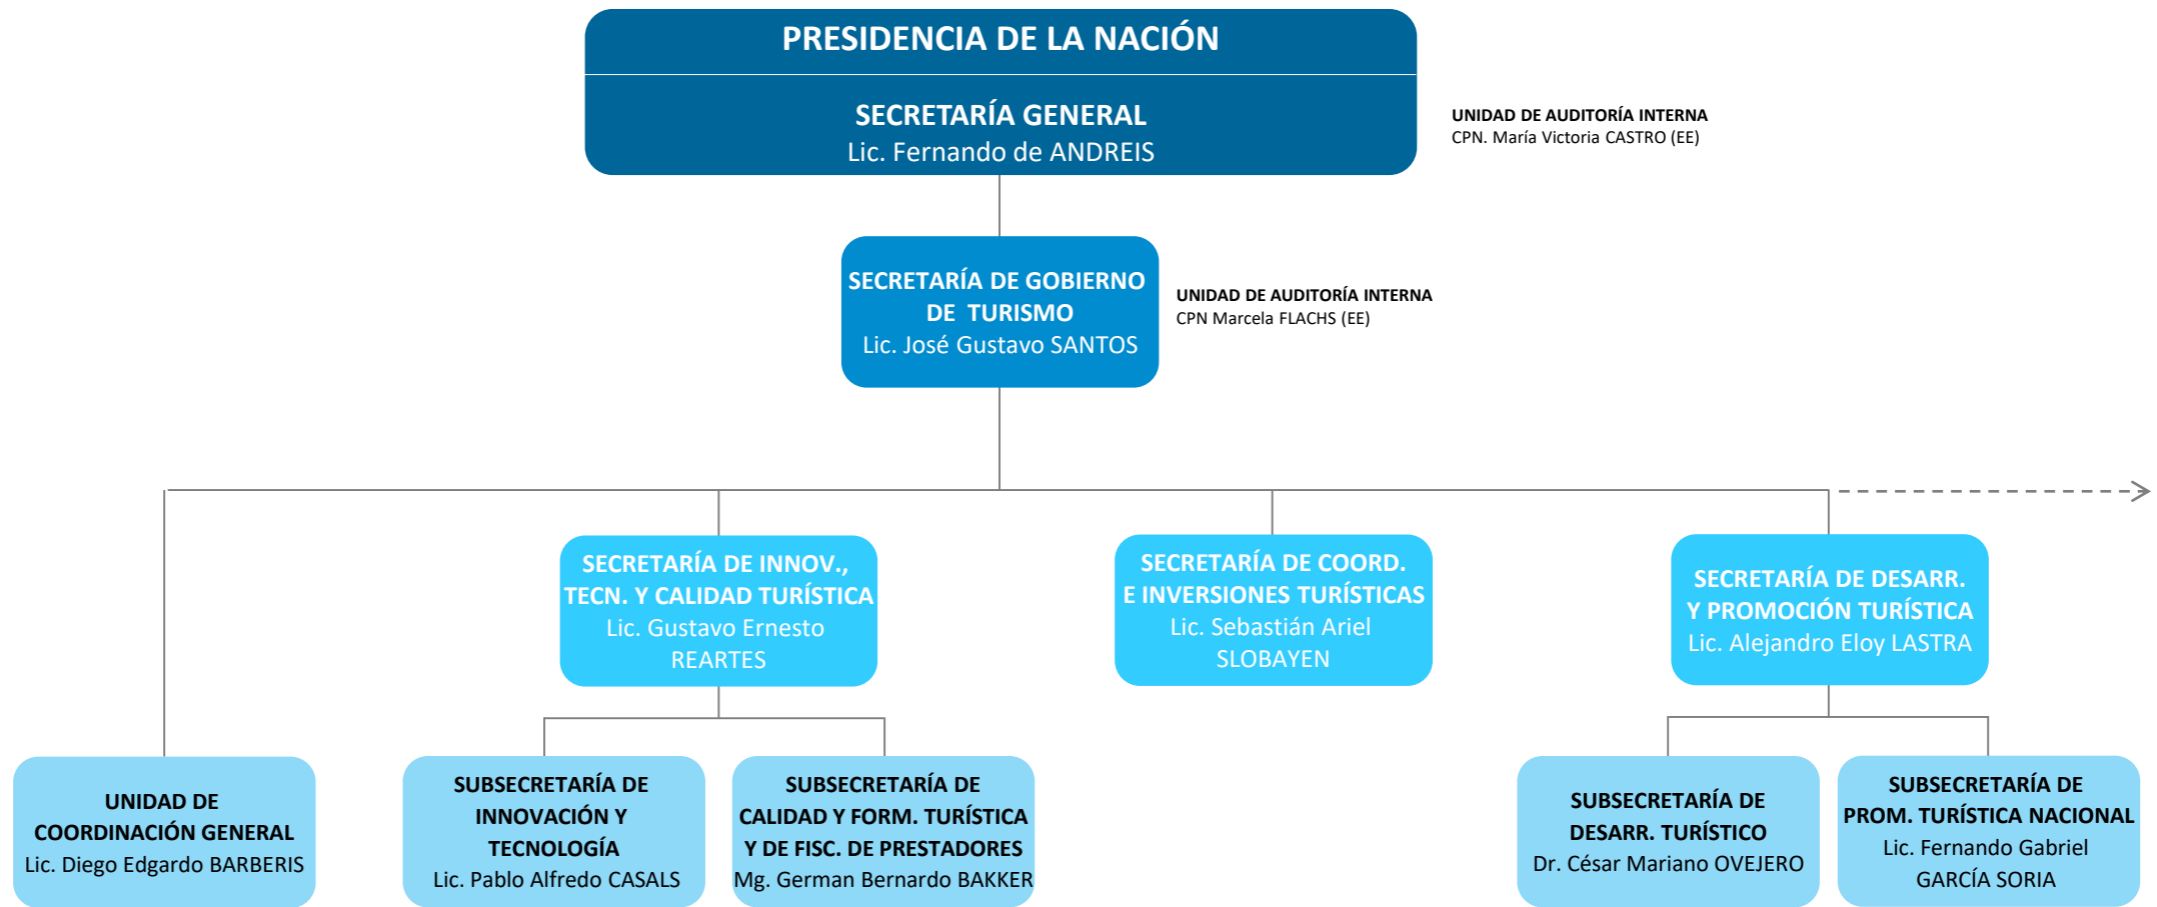 PRESIDENCIA DE LA NACIÓN
SECRETARÍA GENERAL
Lic. Fernando de ANDREIS
UNIDAD DE AUDITORÍA INTERNA
CPN. María Victoria CASTRO (EE)
SECRETARÍA DE GOBIERNO
DE TURISMO
Lic. José Gustavo SANTOS
UNIDAD DE AUDITORÍA INTERNA
CPN Marcela FLACHS (EE)
SECRETARÍA DE INNOV.,
TECN. Y CALIDAD TURÍSTICA
Lic. Gustavo Ernesto
REARTES
SECRETARÍA DE COORD.
E INVERSIONES TURÍSTICAS
Lic. Sebastián Ariel
SLOBAYEN
SECRETARÍA DE DESARR.
Y PROMOCIÓN TURÍSTICA
Lic. Alejandro Eloy LASTRA
UNIDAD DE
COORDINACIÓN GENERAL
Lic. Diego Edgardo BARBERIS
SUBSECRETARÍA DE
INNOVACIÓN Y
TECNOLOGÍA
Lic. Pablo Alfredo CASALS
SUBSECRETARÍA DE
CALIDAD Y FORM. TURÍSTICA
Y DE FISC. DE PRESTADORES
Mg. German Bernardo BAKKER
SUBSECRETARÍA DE
DESARR. TURÍSTICO
Dr. César Mariano OVEJERO
SUBSECRETARÍA DE
PROM. TURÍSTICA NACIONAL
Lic. Fernando Gabriel
GARCÍA SORIA